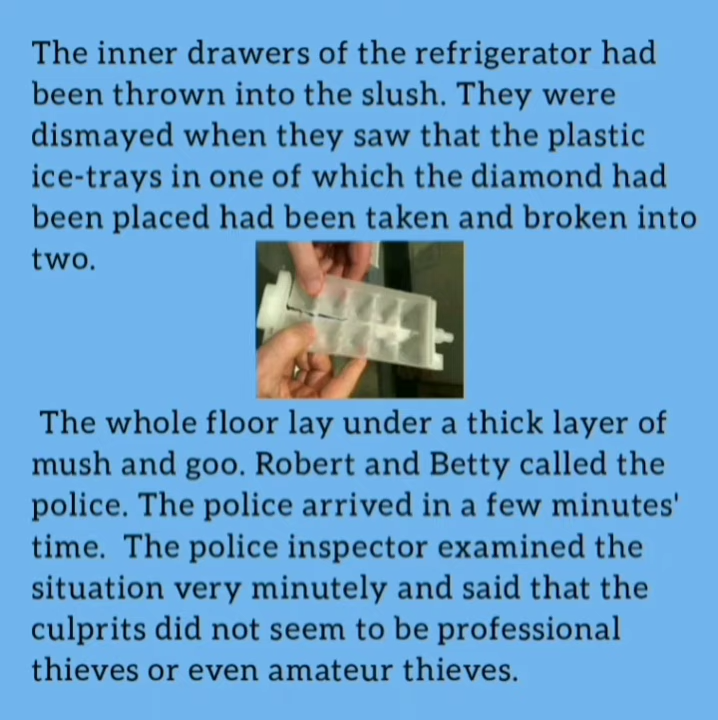 The inner drawers of the refrigerator had
been thrown into the slush. They were
dismayed when they saw that the plastic
ice-trays in one of which the diamond had
been placed had been taken and broken into
two.
The whole floor lay under a thick layer of
mush and goo. Robert and Betty called the
police. The police arrived in a few minutes'
time. The police inspector examined the
situation very minutely and said that the
culprits did not seem to be professional
thieves or even amateur thieves.